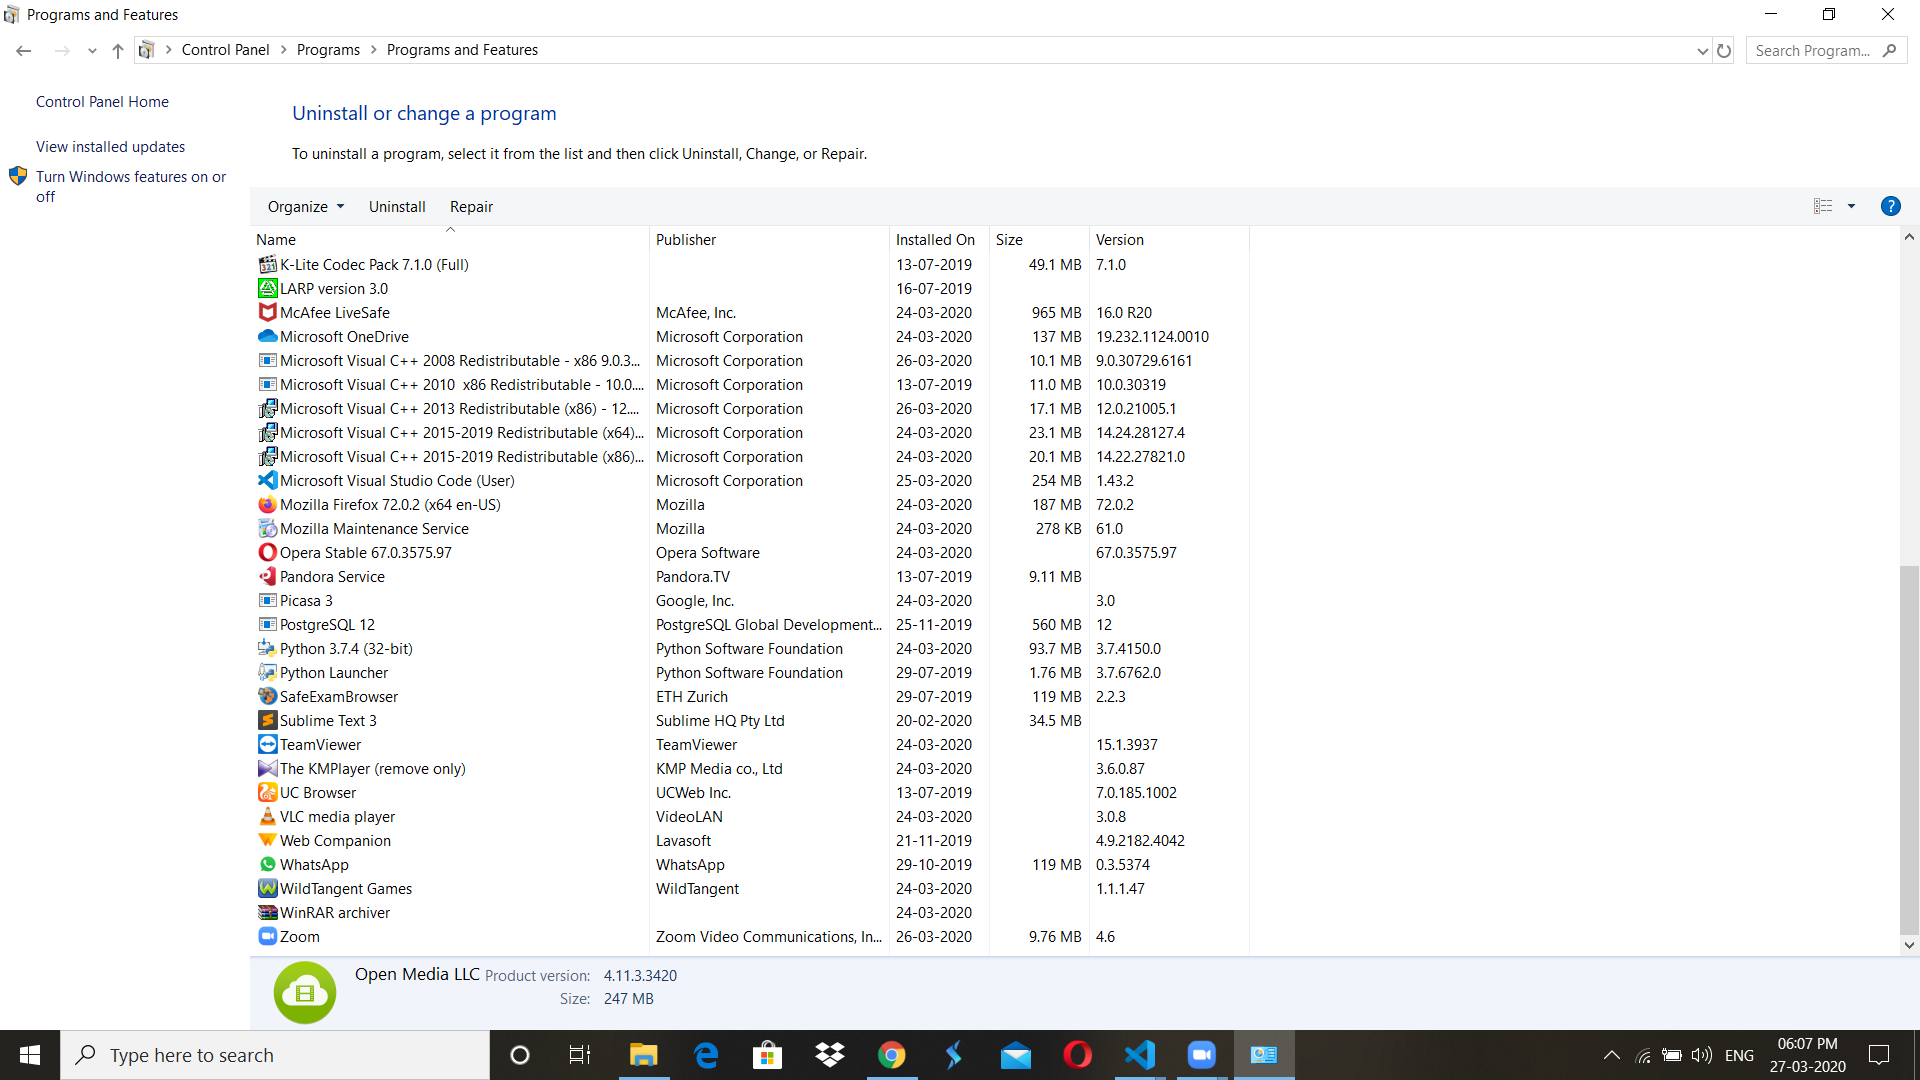 Programs and Features
Control Panel > Programs > Programs and Features
Search Program...
Control Panel Home
View installed updates
Turn Windows features on or
off
Uninstall or change a program
To uninstall a program, select it from the list and then click Uninstall, Change, or Repair.
Organize Uninstall Repair
?
Name Publisher Installed On Size Version
K-Lite Codec Pack 7.1.0 (Full) 13-07-2019 49.1 MB 7.1.0
LARP version 3.0 16-07-2019
McAfee LiveSafe McAfee, Inc. 24-03-2020 965 MB 16.0 R20
Microsoft OneDrive Microsoft Corporation 24-03-2020 137 MB 19.232.1124.0010
Microsoft Visual C++ 2008 Redistributable - x86 9.0.3... Microsoft Corporation 26-03-2020 10.1 MB 9.0.30729.6161
Microsoft Visual C++ 2010  x86 Redistributable - 10.0.... Microsoft Corporation 13-07-2019 11.0 MB 10.0.30319
Microsoft Visual C++ 2013 Redistributable (x86) - 12.... Microsoft Corporation 26-03-2020 17.1 MB 12.0.21005.1
Microsoft Visual C++ 2015-2019 Redistributable (x64)... Microsoft Corporation 24-03-2020 23.1 MB 14.24.28127.4
Microsoft Visual C++ 2015-2019 Redistributable (x86)... Microsoft Corporation 24-03-2020 20.1 MB 14.22.27821.0
Microsoft Visual Studio Code (User) Microsoft Corporation 25-03-2020 254 MB 1.43.2
Mozilla Firefox 72.0.2 (x64 en-US) Mozilla 24-03-2020 187 MB 72.0.2
Mozilla Maintenance Service Mozilla 24-03-2020 278 KB 61.0
Opera Stable 67.0.3575.97 Opera Software 24-03-2020 67.0.3575.97
Pandora Service Pandora.TV 13-07-2019 9.11 MB
Picasa 3 Google, Inc. 24-03-2020 3.0
PostgreSQL 12 PostgreSQL Global Development... 25-11-2019 560 MB 12
Python 3.7.4 (32-bit) Python Software Foundation 24-03-2020 93.7 MB 3.7.4150.0
Python Launcher Python Software Foundation 29-07-2019 1.76 MB 3.7.6762.0
SafeExamBrowser ETH Zurich 29-07-2019 119 MB 2.2.3
Sublime Text 3 Sublime HQ Pty Ltd 20-02-2020 34.5 MB
TeamViewer TeamViewer 24-03-2020 15.1.3937
The KMPlayer (remove only) KMP Media co., Ltd 24-03-2020 3.6.0.87
UC Browser UCWeb Inc. 13-07-2019 7.0.185.1002
VLC media player VideoLAN 24-03-2020 3.0.8
Web Companion Lavasoft 21-11-2019 4.9.2182.4042
WhatsApp WhatsApp 29-10-2019 119 MB 0.3.5374
WildTangent Games WildTangent 24-03-2020 1.1.1.47
WinRAR archiver 24-03-2020
Zoom Zoom Video Communications, In... 26-03-2020 9.76 MB 4.6
Open Media LLC Product version: 4.11.3.3420
Size: 247 MB
Type here to search
ENG
06:07 PM
27-03-2020